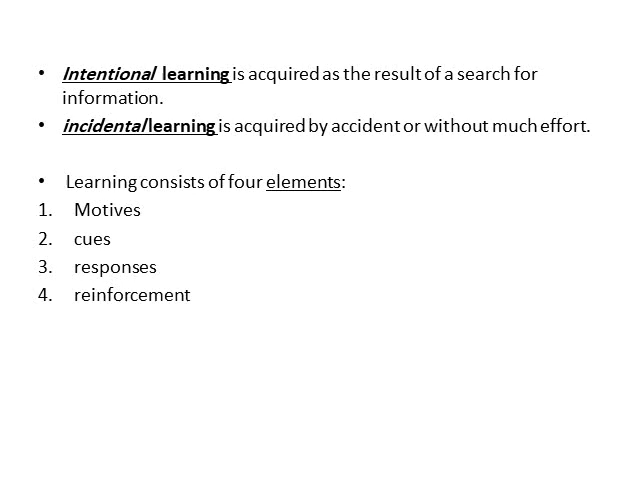 • Intentional learning is acquired as the result of a search for
information.
• incidental learning is acquired by accident or without much effort.
• Learning consists of four elements:
1. Motives
2. cues
3. responses
4. reinforcement